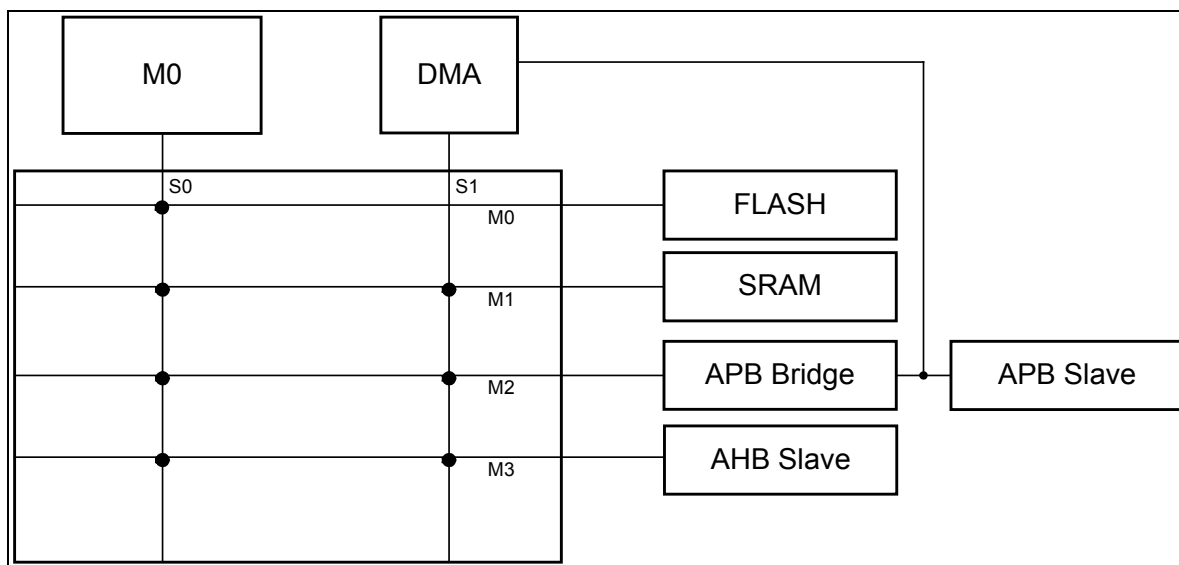 M0
DMA
S0
S1
M0
FLASH
M1
SRAM
M2
APB Bridge
APB Slave
M3
AHB Slave